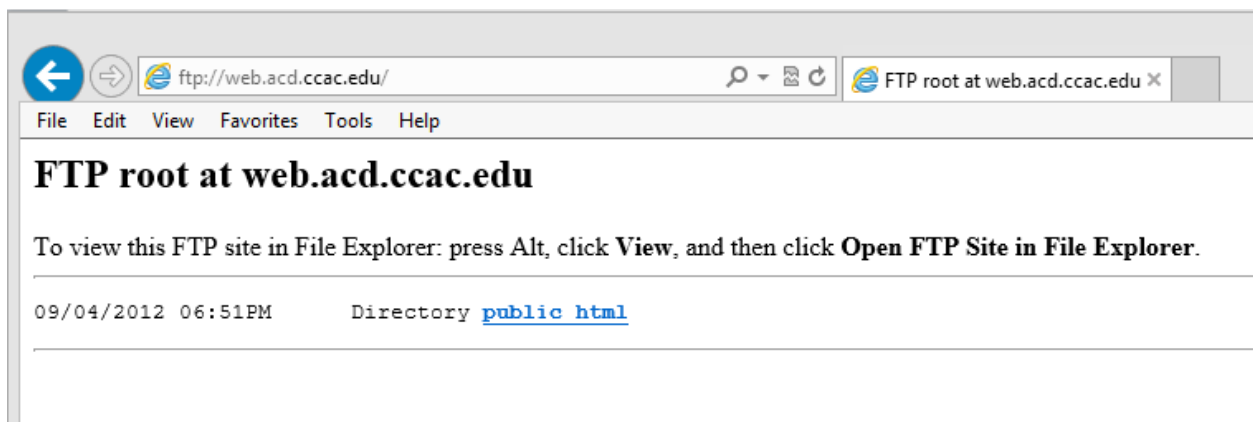 ftp://web.acd.ccac.edu/
FTP root at web.acd.ccac.edu
File Edit View Favorites Tools Help
FTP root at web.acd.ccac.edu
To view this FTP site in File Explorer: press Alt, click View, and then click Open FTP Site in File Explorer.
09/04/2012 06:51PM Directory public_html